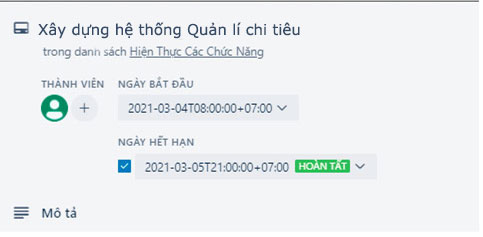 Xây dựng hệ thống Quản lí chi tiêu
trong danh sách Hiện Thực Các Chức Năng
THÀNH VIÊN NGÀY BẮT ĐẦU
2021-03-04T08:00:00+07:00
NGÀY HẾT HẠN
2021-03-05T21:00:00+07:00 HOÀN TẤT
Mô tả